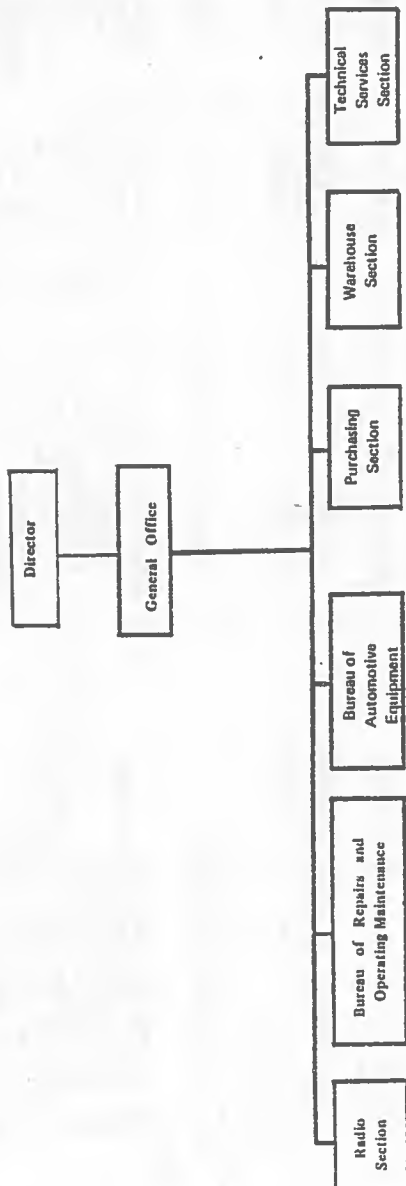 Director
General Office
Radio
Section
Bureau of Repairs and
Operating Maintenance
Bureau of
Automotive
Equipment
Purchasing
Section
Warehouse
Section
Technical
Services
Section